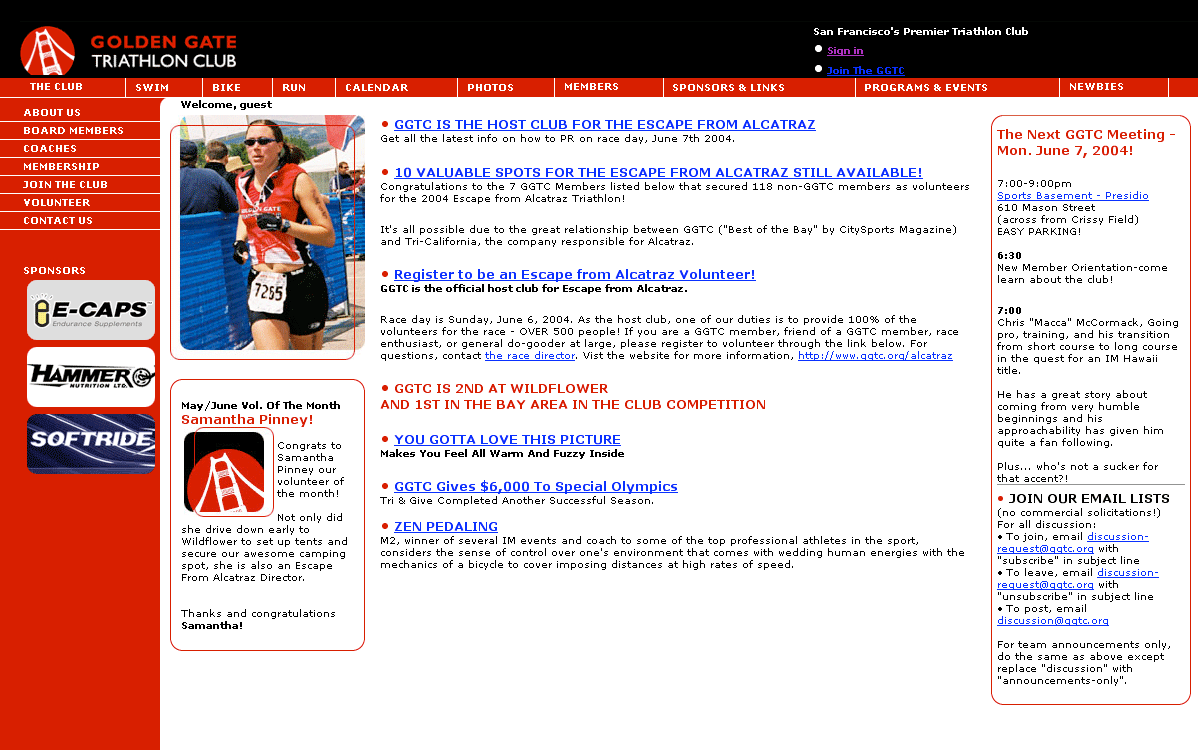 GOLDEN GATE
TRIATHLON CLUB
San Francisco's Premier Triathlon Club
Sign in
Join The GGTC
THE CLUB
SWIM
BIKE
RUN
CALENDAR
PHOTOS
MEMBERS
SPONSORS & LINKS
PROGRAMS & EVENTS
NEWBIES
ABOUT US
BOARD MEMBERS
COACHES
MEMBERSHIP
JOIN THE CLUB
VOLUNTEER
CONTACT US
SPONSORS
E-CAPS
Endurance Supplements
HAMMER
NUTRITION LTD.
SOFTRIDE
Welcome, guest
7265
May/June Vol. Of The Month
Samantha Pinney!
Congrats to
Samantha
Pinney our
volunteer of
the month!
Not only did
she drive down early to
Wildflower to set up tents and
secure our awesome camping
spot, she is also an Escape
From Alcatraz Director.
Thanks and congratulations
Samantha!
• GGTC IS THE HOST CLUB FOR THE ESCAPE FROM ALCATRAZ
Get all the latest info on how to PR on race day, June 7th 2004.
• 10 VALUABLE SPOTS FOR THE ESCAPE FROM ALCATRAZ STILL AVAILABLE!
Congratulations to the 7 GGTC Members listed below that secured 118 non-GGTC members as volunteers
for the 2004 Escape from Alcatraz Triathlon!
It's all possible due to the great relationship between GGTC ("Best of the Bay" by CitySports Magazine)
and Tri-California, the company responsible for Alcatraz.
• Register to be an Escape from Alcatraz Volunteer!
GGTC is the official host club for Escape from Alcatraz.
Race day is Sunday, June 6, 2004. As the host club, one of our duties is to provide 100% of the
volunteers for the race - OVER 500 people! If you are a GGTC member, friend of a GGTC member, race
enthusiast, or general do-gooder at large, please register to volunteer through the link below. For
questions, contact the race director. Vist the website for more information, http://www.ggtc.org/alcatraz
• GGTC IS 2ND AT WILDFLOWER
AND 1ST IN THE BAY AREA IN THE CLUB COMPETITION
• YOU GOTTA LOVE THIS PICTURE
Makes You Feel All Warm And Fuzzy Inside
• GGTC Gives $6,000 To Special Olympics
Tri & Give Completed Another Successful Season.
• ZEN PEDALING
M2, winner of several IM events and coach to some of the top professional athletes in the sport,
considers the sense of control over one's environment that comes with wedding human energies with the
mechanics of a bicycle to cover imposing distances at high rates of speed.
The Next GGTC Meeting -
Mon. June 7, 2004!
7:00-9:00pm
Sports Basement - Presidio
610 Mason Street
(across from Crissy Field)
EASY PARKING!
6:30
New Member Orientation-come
learn about the club!
7:00
Chris "Macca" McCormack, Going
pro, training, and his transition
from short course to long course
in the quest for an IM Hawaii
title.
He has a great story about
coming from very humble
beginnings and his
approachability has given him
quite a fan following.
Plus... who's not a sucker for
that accent?!
• JOIN OUR EMAIL LISTS
(no commercial solicitations!)
For all discussion:
• To join, email discussion-
request@ggtc.org with
"subscribe" in subject line
• To leave, email discussion-
request@ggtc.org with
"unsubscribe" in subject line
• To post, email
discussion@ggtc.org
For team announcements only,
do the same as above except
replace "discussion" with
"announcements-only".